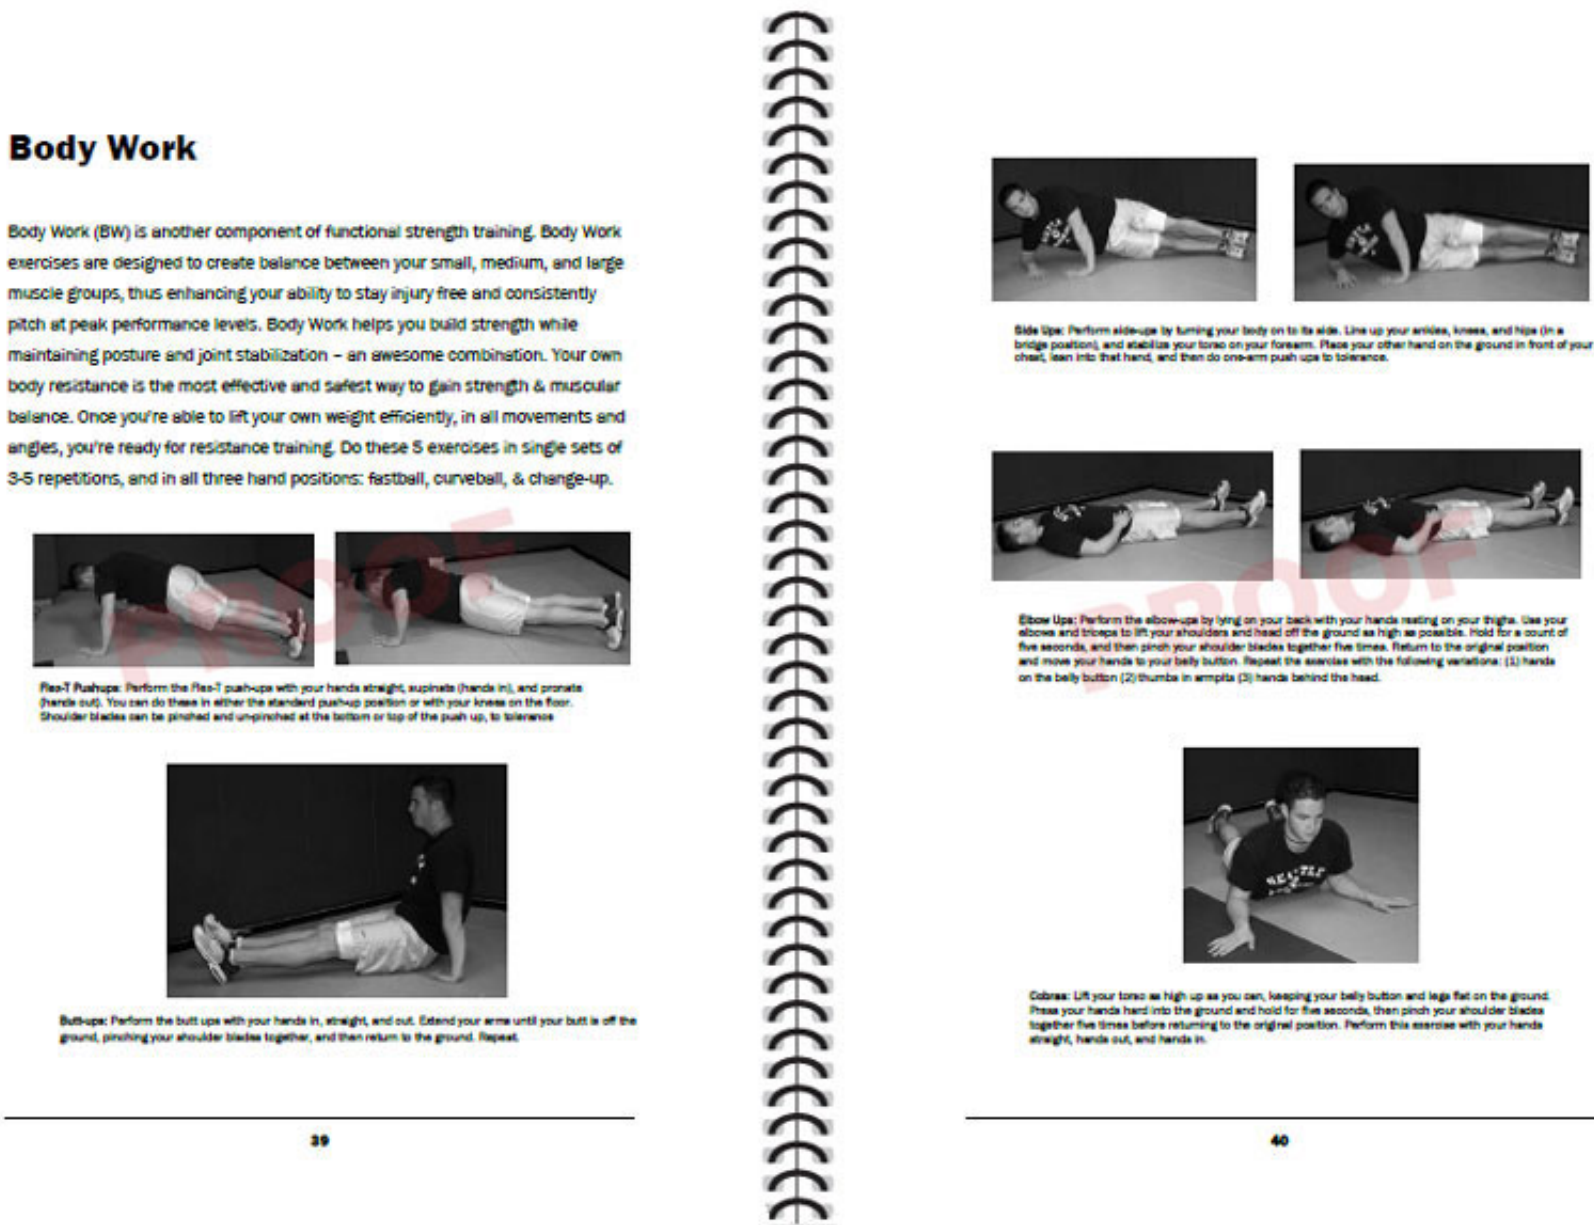 Body Work
Body Work (BW) is another component of functional strength training. Body Work
exercises are designed to create balance between your small, medium, and large
muscle groups, thus enhancing your ability to stay injury free and consistently
pitch at peak performance levels. Body Work helps you build strength while
maintaining posture and joint stabilization – an awesome combination. Your own
body resistance is the most effective and safest way to gain strength & muscular
balance. Once you're able to lift your own weight efficiently, in all movements and
angles, you're ready for resistance training. Do these 5 exercises in single sets of
3-5 repetitions, and in all three hand positions: fastball, curveball, & change-up.
PROOF
Flex-T Pushups: Perform the Flex-T push-ups with your hands straight, supinate (hands in), and pronate
(hands out). You can do these in either the standard push-up position or with your knees on the floor.
Shoulder blades can be pinched and un-pinched at the bottom or top of the push up, to tolerance
Butt-ups: Perform the butt ups with your hands in, straight, and out. Extend your arms until your butt is off the
ground, pinching your shoulder blades together, and then return to the ground. Repeat.
39
Side Ups: Perform side-ups by turning your body on to its side. Line up your ankles, knees, and hips (in a
bridge position), and stabilize your torso on your forearm. Place your other hand on the ground in front of your
chest, lean into that hand, and then do one-arm push ups to tolerance.
PROOF
Elbow Ups: Perform the elbow-ups by lying on your back with your hands resting on your thighs. Use your
elbows and triceps to lift your shoulders and head off the ground as high as possible. Hold for a count of
five seconds, and then pinch your shoulder blades together five times. Return to the original position
and move your hands to your belly button. Repeat the exercise with the following variations: (1) hands
on the belly button (2) thumbs in armpits (3) hands behind the head.
SEATTLE
Cobras: Lift your torso as high up as you can, keeping your belly button and legs flat on the ground.
Press your hands hard into the ground and hold for five seconds, then pinch your shoulder blades
together five times before returning to the original position. Perform this exercise with your hands
straight, hands out, and hands in.
40